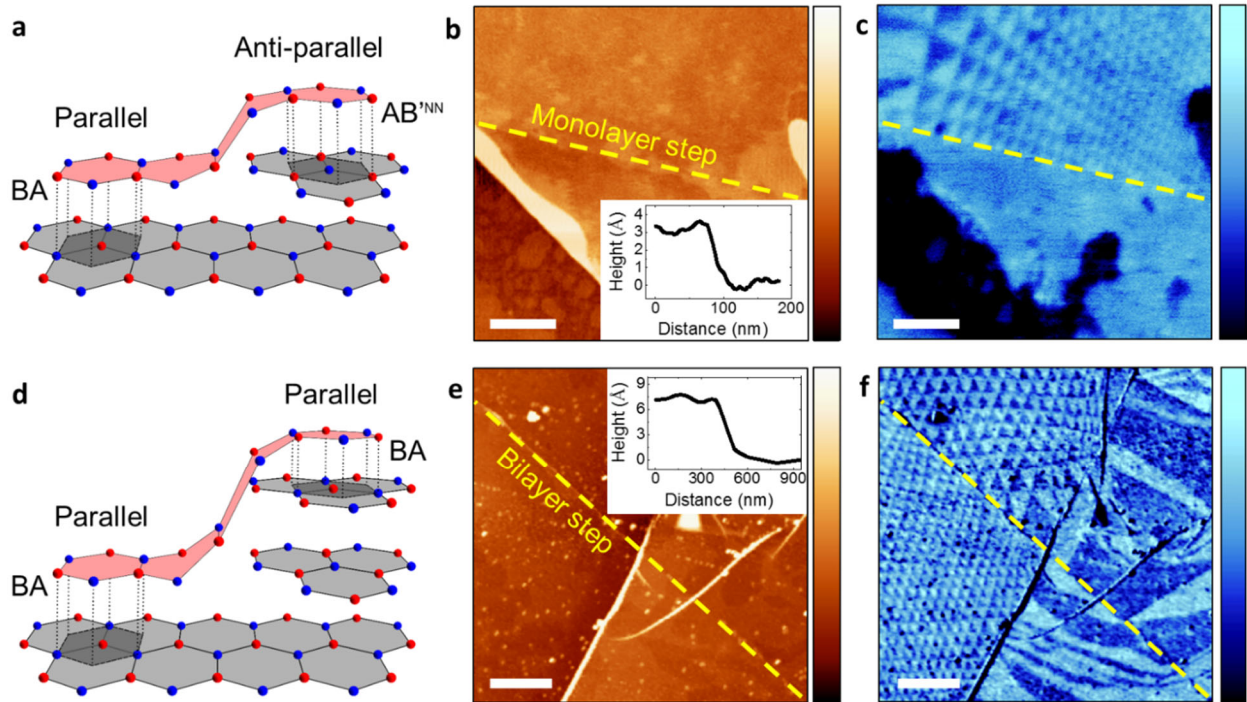 a
Anti-parallel
AB'NN
Parallel
BA
b
Monolayer step
Height (Å)
4
3
2
1
0
0
100
200
Distance (nm)
c
d
Parallel
BA
Parallel
BA
e
Bilayer step
Height (Å)
9
6
3
0
0
300
600
900
Distance (nm)
f